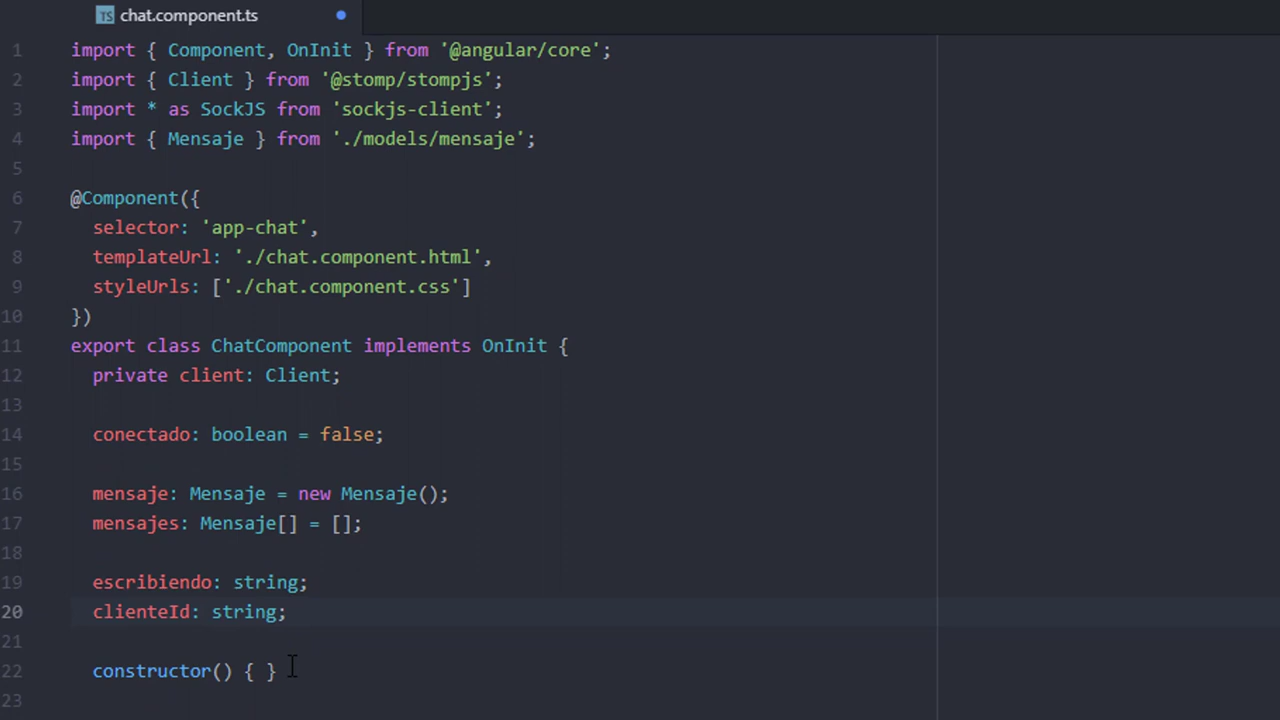 TS chat.component.ts
1 import { Component, OnInit } from '@angular/core';
2 import { Client } from '@stomp/stompjs';
3 import * as SockJS from 'sockjs-client';
4 import { Mensaje } from './models/mensaje';
5
6 @Component({
7   selector: 'app-chat',
8   templateUrl: './chat.component.html',
9   styleUrls: ['./chat.component.css']
10 })
11 export class ChatComponent implements OnInit {
12   private client: Client;
13
14   conectado: boolean = false;
15
16   mensaje: Mensaje = new Mensaje();
17   mensajes: Mensaje[] = [];
18
19   escribiendo: string;
20   clienteId: string;
21
22   constructor() { }
23